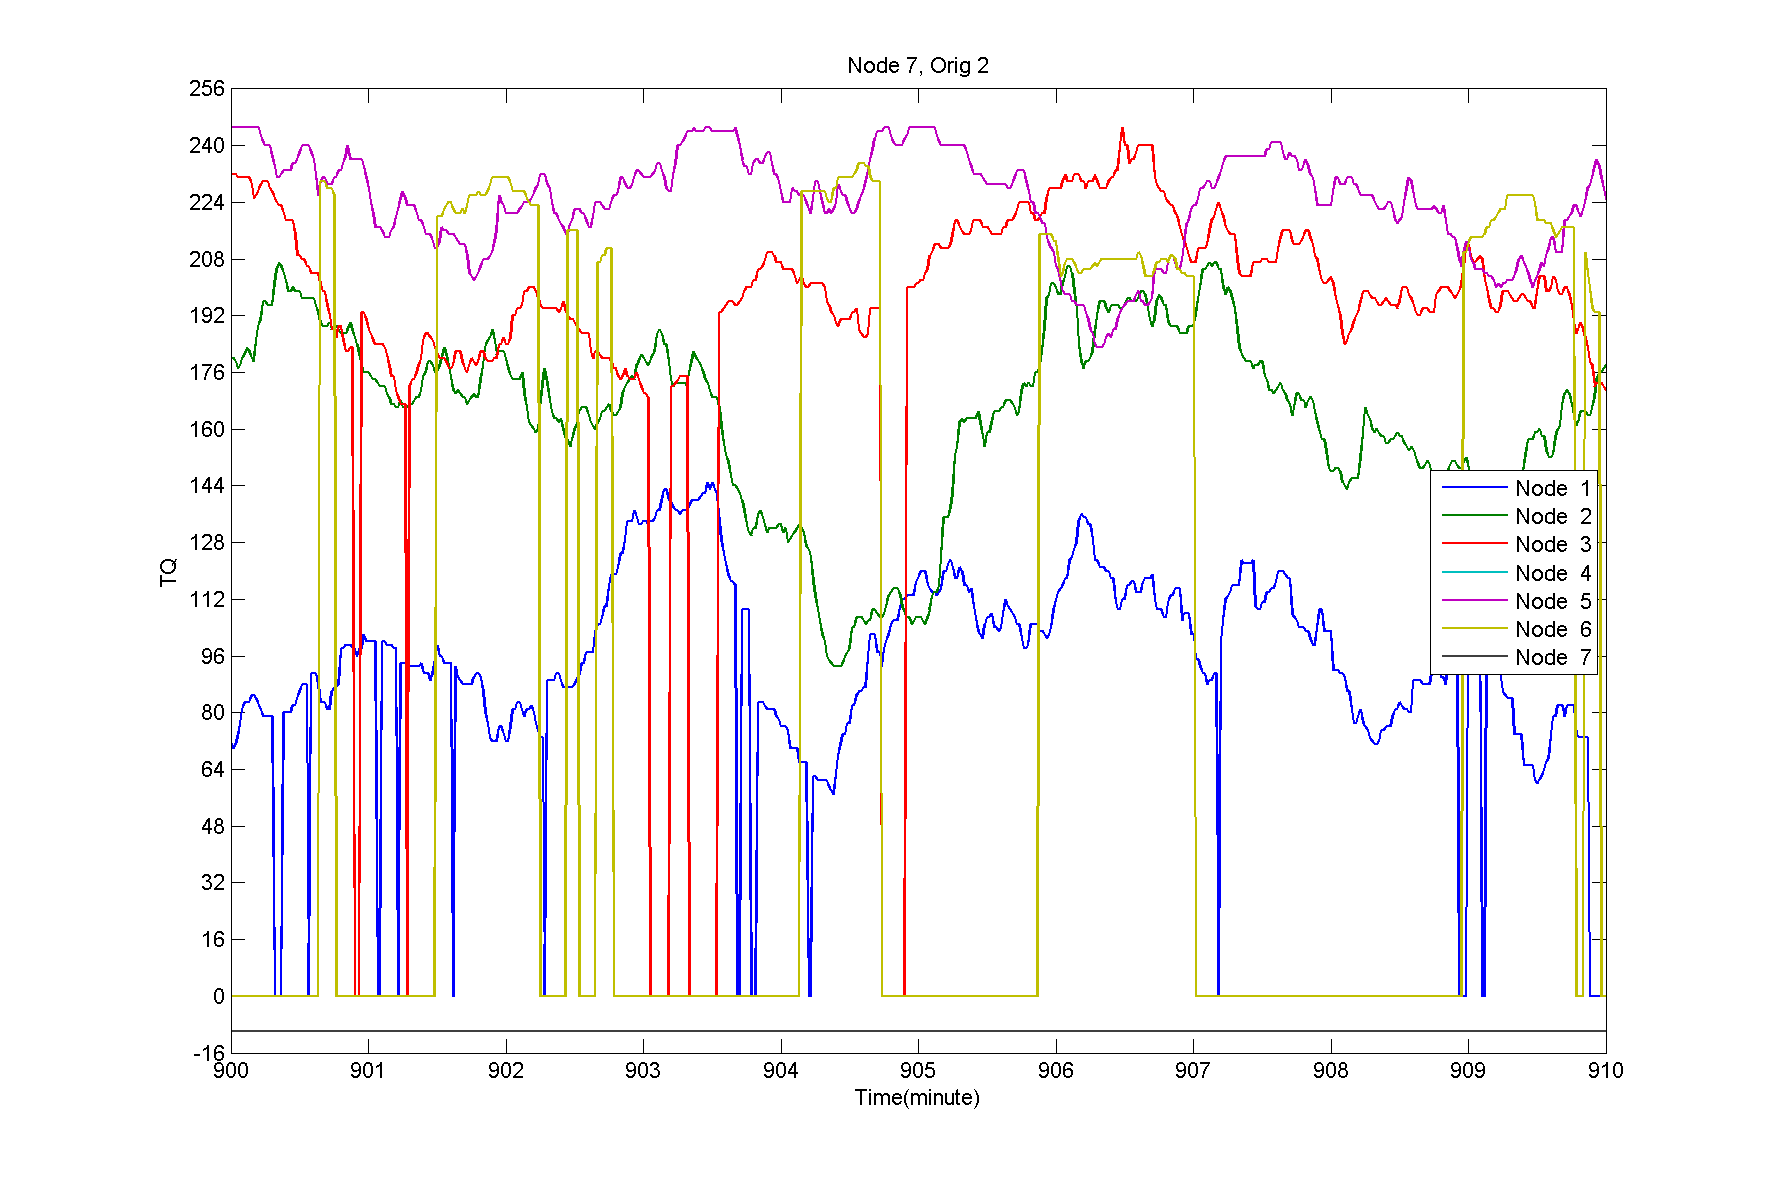 Node 7, Orig 2
256
240
224
208
192
176
160
144
128
112
96
80
64
48
32
16
0
-16
TQ
900 901 902 903 904 905 906 907 908 909 910
Time(minute)
Node 1
Node 2
Node 3
Node 4
Node 5
Node 6
Node 7